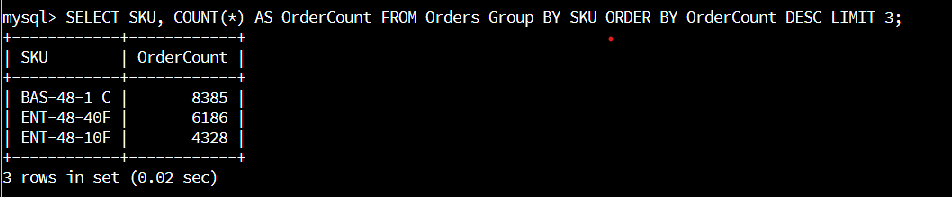 mysql> SELECT SKU, COUNT(*) AS OrderCount FROM Orders Group BY SKU ORDER BY OrderCount DESC LIMIT 3;
+------------+------------+
| SKU        | OrderCount |
+------------+------------+
| BAS-48-1 C |       8385 |
| ENT-48-40F |       6186 |
| ENT-48-10F |       4328 |
+------------+------------+
3 rows in set (0.02 sec)